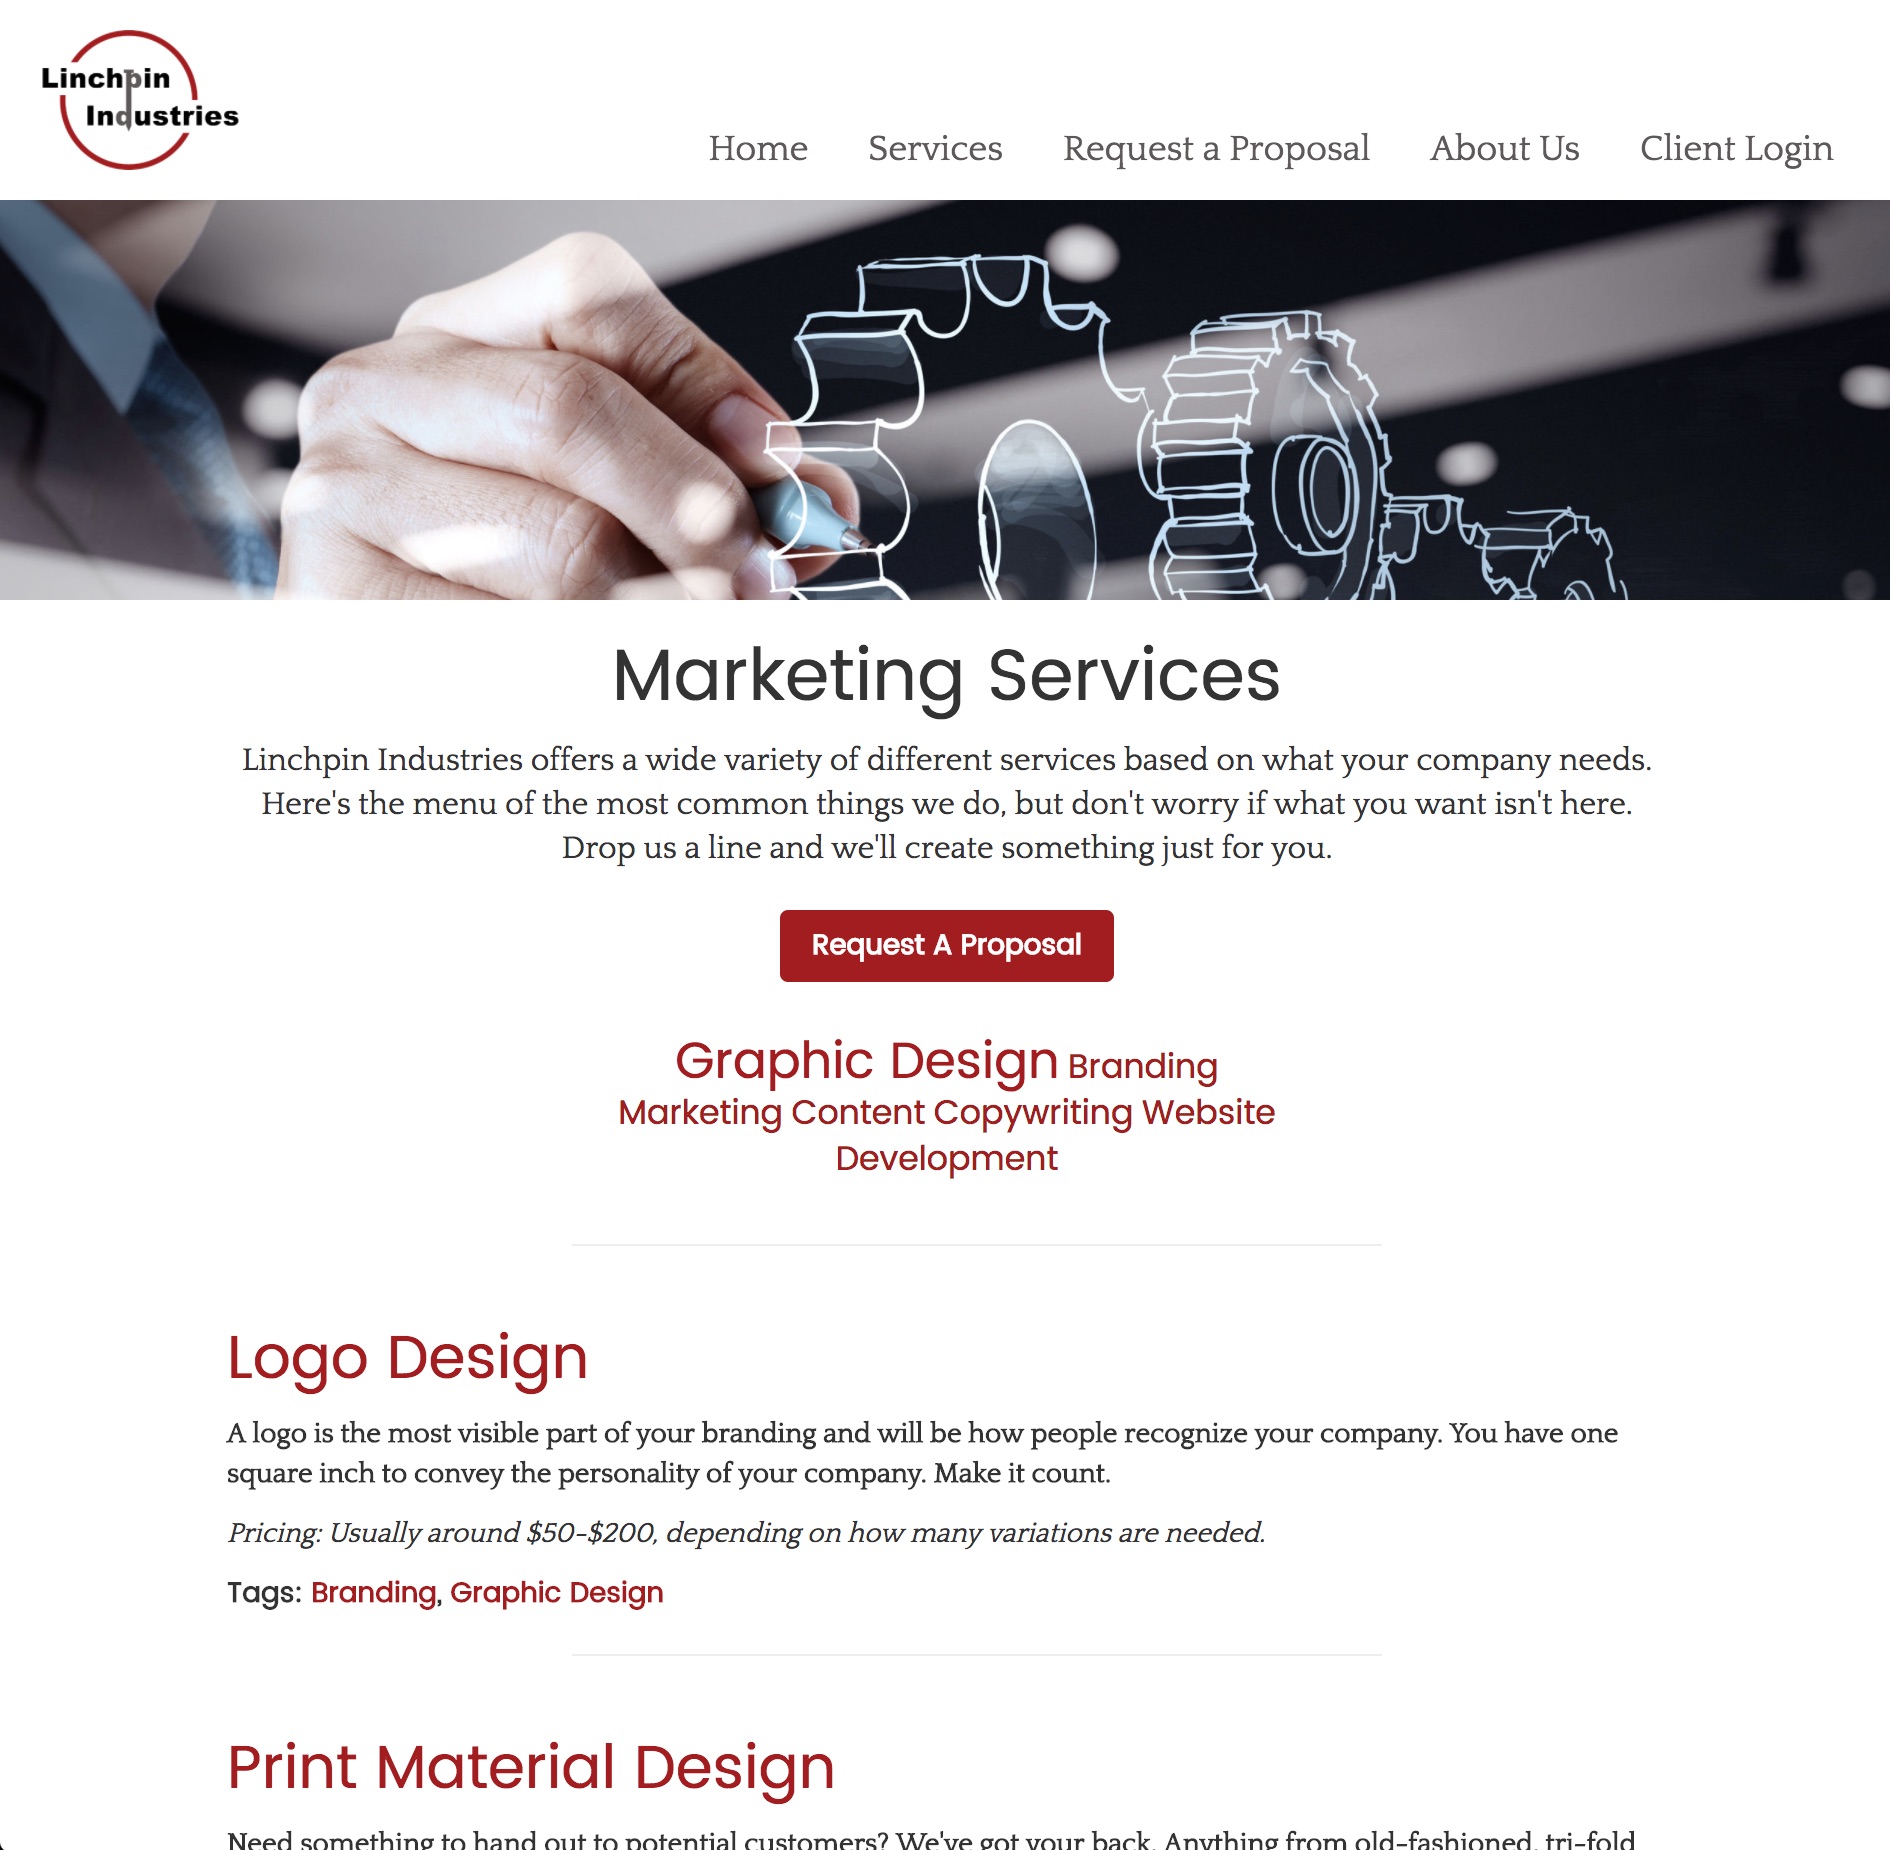 Linchpin
Industries
Home Services Request a Proposal About Us Client Login
Marketing Services
Linchpin Industries offers a wide variety of different services based on what your company needs.
Here's the menu of the most common things we do, but don't worry if what you want isn't here.
Drop us a line and we'll create something just for you.
Request A Proposal
Graphic Design Branding
Marketing Content Copywriting Website
Development
Logo Design
A logo is the most visible part of your branding and will be how people recognize your company. You have one
square inch to convey the personality of your company. Make it count.
Pricing: Usually around $50-$200, depending on how many variations are needed.
Tags: Branding, Graphic Design
Print Material Design
Need something to hand out to potential customers? We've got your back. Anything from old-fashioned, tri-fold